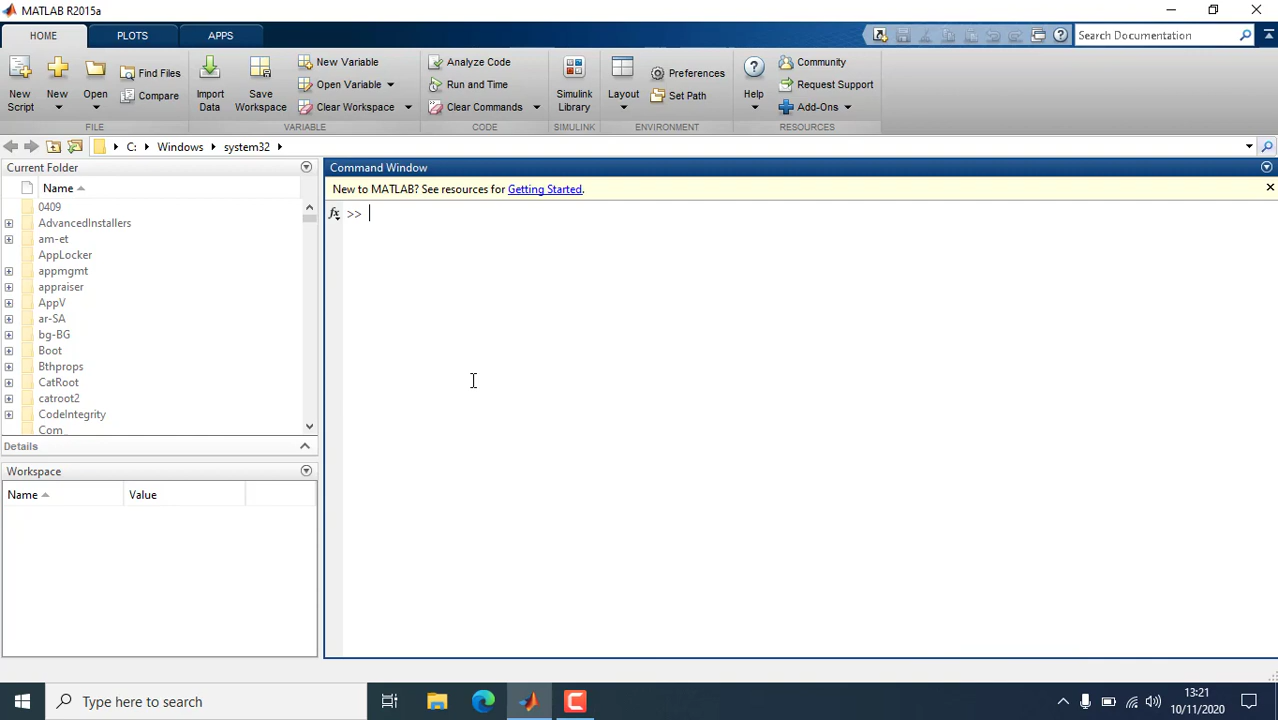 MATLAB R2015a
HOME PLOTS APPS Search Documentation
New Script New Open Find Files Compare Import Data Save Workspace New Variable Open Variable Clear Workspace Analyze Code Run and Time Clear Commands Simulink Library Layout Preferences Set Path Help Community Request Support Add-Ons
FILE VARIABLE CODE SIMULINK ENVIRONMENT RESOURCES
C: Windows system32
Current Folder
Name
0409
AdvancedInstallers
am-et
AppLocker
appmgmt
appraiser
AppV
ar-SA
bg-BG
Boot
Bthprops
CatRoot
catroot2
CodeIntegrity
Com
Details
Workspace
Name Value
Command Window
New to MATLAB? See resources for Getting Started.
fx >>
Type here to search
13:21
10/11/2020